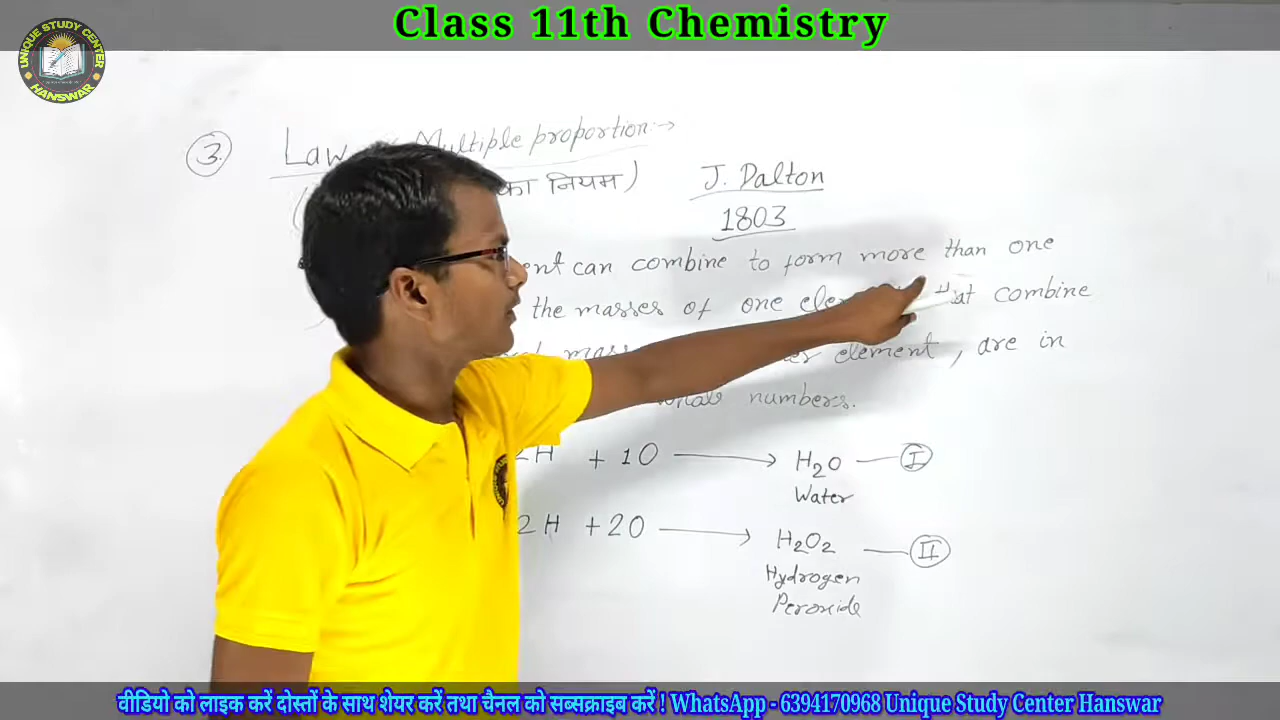 Class 11th Chemistry
UNIQUE STUDY CENTER
HANSWAR
3. Law Multiple proportion:→
का नियम)
J. Dalton
1803
can combine to form more than one
the masses of one that combine
element, are in
numbers.
2H + 1O → H2O — I
Water
2H + 2O → H2O2 — II
Hydrogen
Peroxide
वीडियो को लाइक करें दोस्तों के साथ शेयर करें तथा चैनल को सब्सक्राइब करें ! WhatsApp - 6394170968 Unique Study Center Hanswar